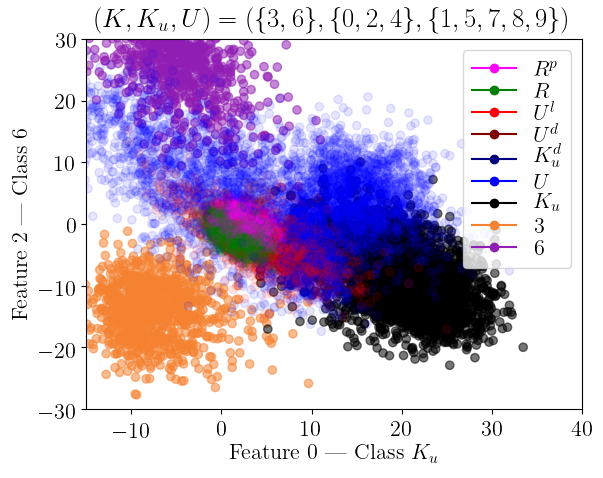 (K, K_u, U) = ({3, 6}, {0, 2, 4}, {1, 5, 7, 8, 9})
30
20
10
0
−10
−20
−30
Feature 2 — Class 6
R^p
R
U^l
U^d
K_u^d
U
K_u
3
6
−10
0
10
20
30
40
Feature 0 — Class K_u